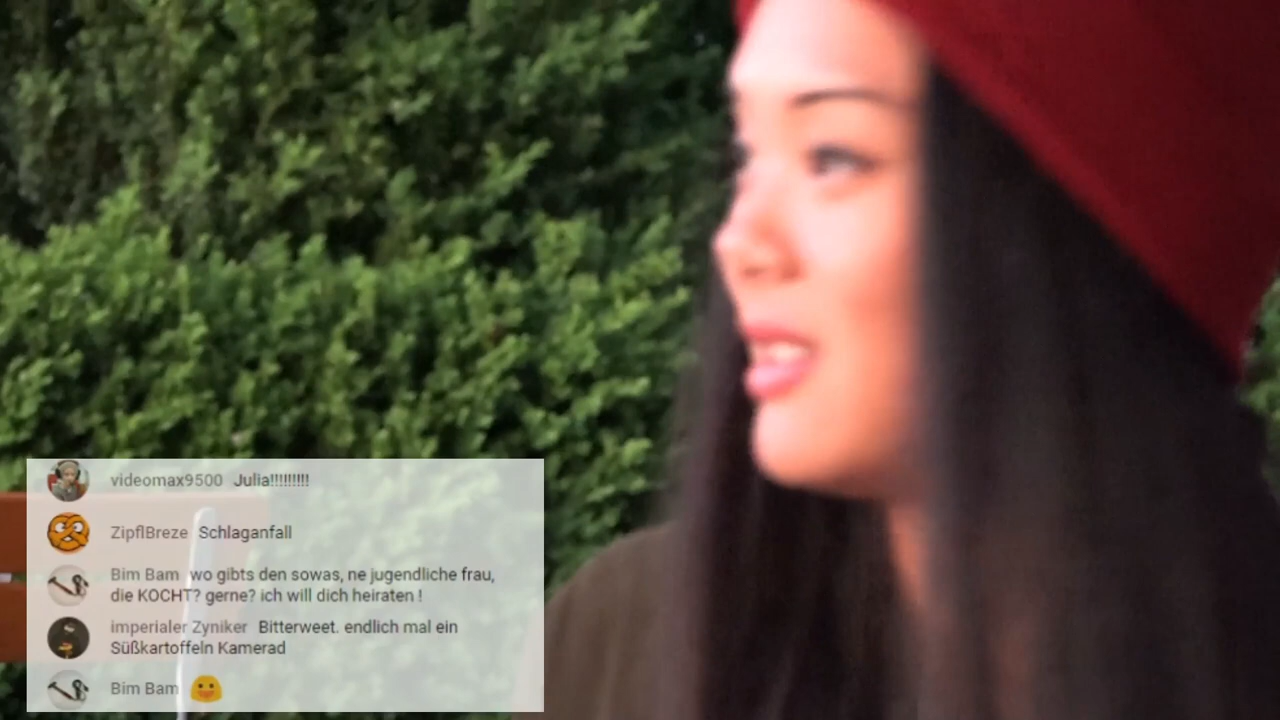 videomax9500 Julia!!!!!!!!!
ZipflBreze Schlaganfall
Bim Bam wo gibts den sowas, ne jugendliche frau,
die KOCHT? gerne? ich will dich heiraten !
imperialer Zyniker Bitterweet. endlich mal ein
Süßkartoffeln Kamerad
Bim Bam 😀